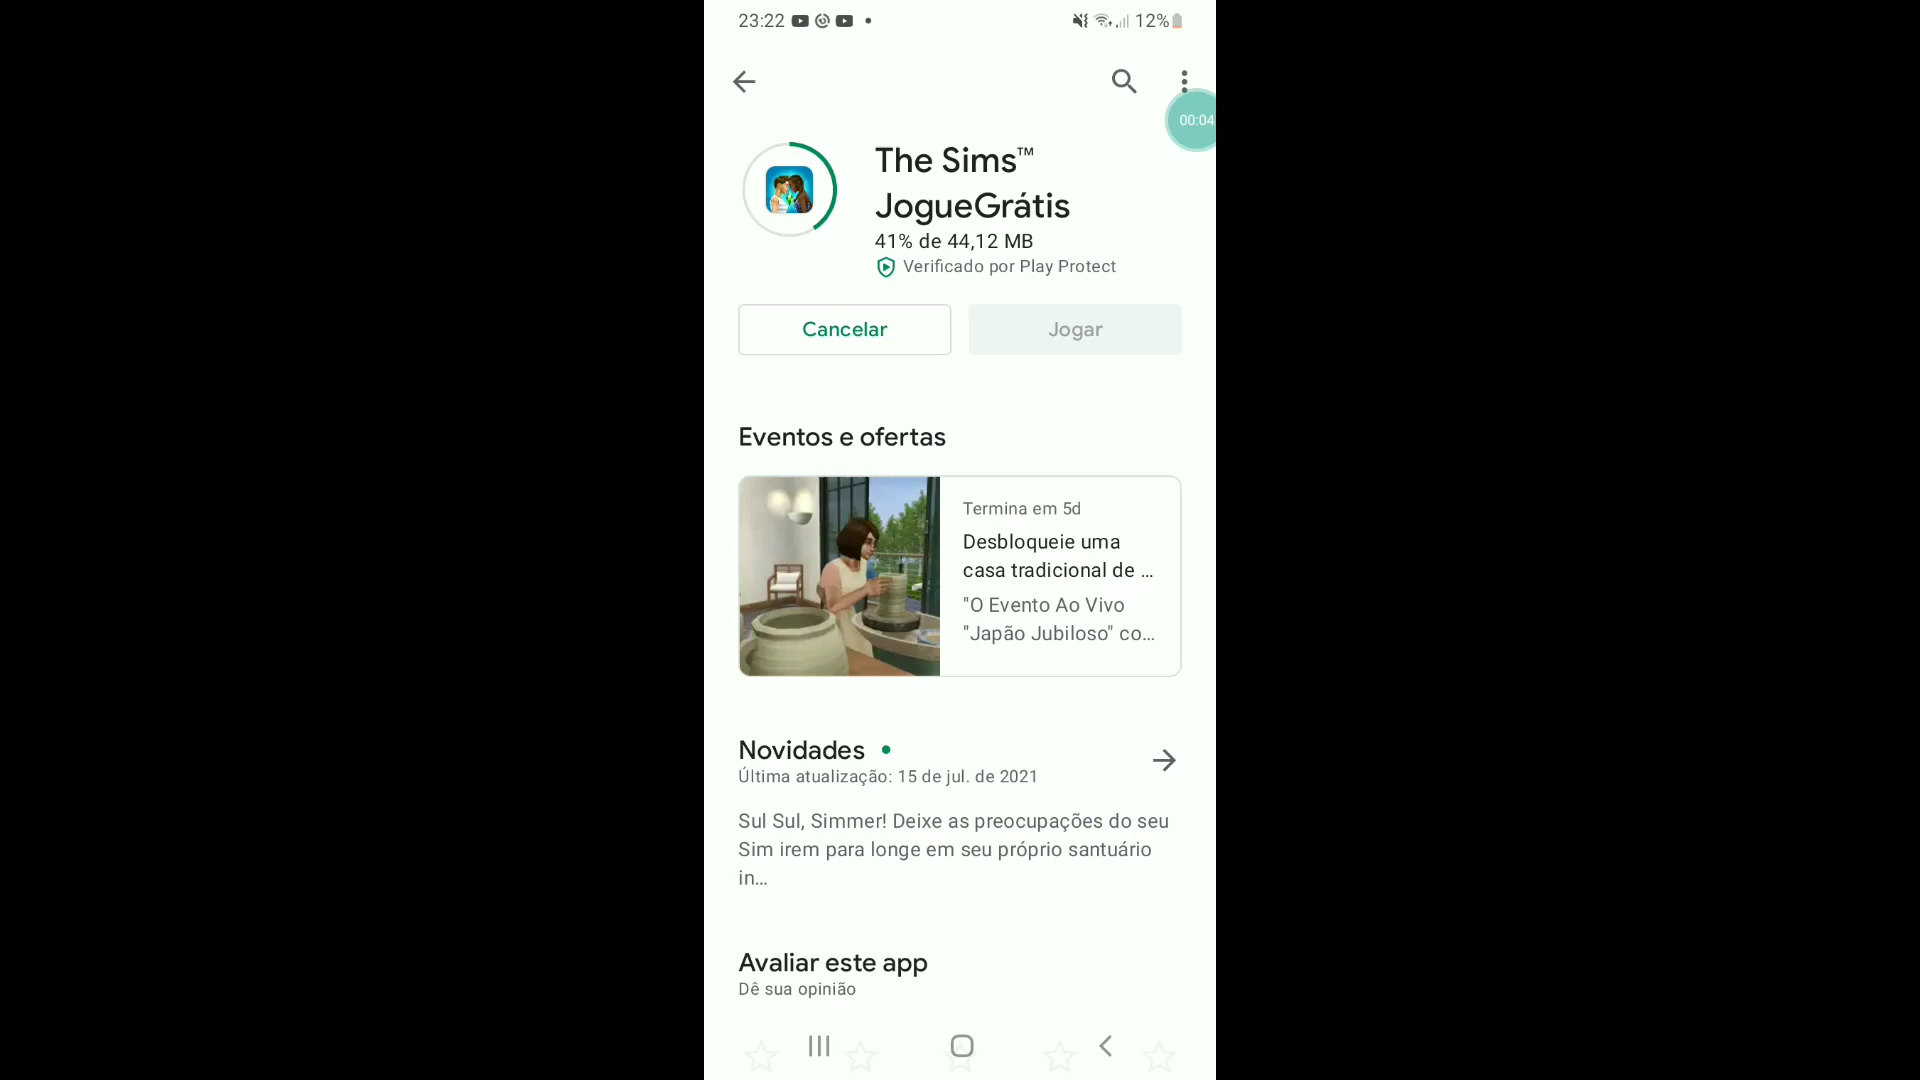 23:22 12%
00:04
The Sims™
JogueGrátis
41% de 44,12 MB
Verificado por Play Protect
Cancelar
Jogar
Eventos e ofertas
Termina em 5d
Desbloqueie uma
casa tradicional de ...
"O Evento Ao Vivo
"Japão Jubiloso" co...
Novidades
Última atualização: 15 de jul. de 2021
Sul Sul, Simmer! Deixe as preocupações do seu
Sim irem para longe em seu próprio santuário
in...
Avaliar este app
Dê sua opinião